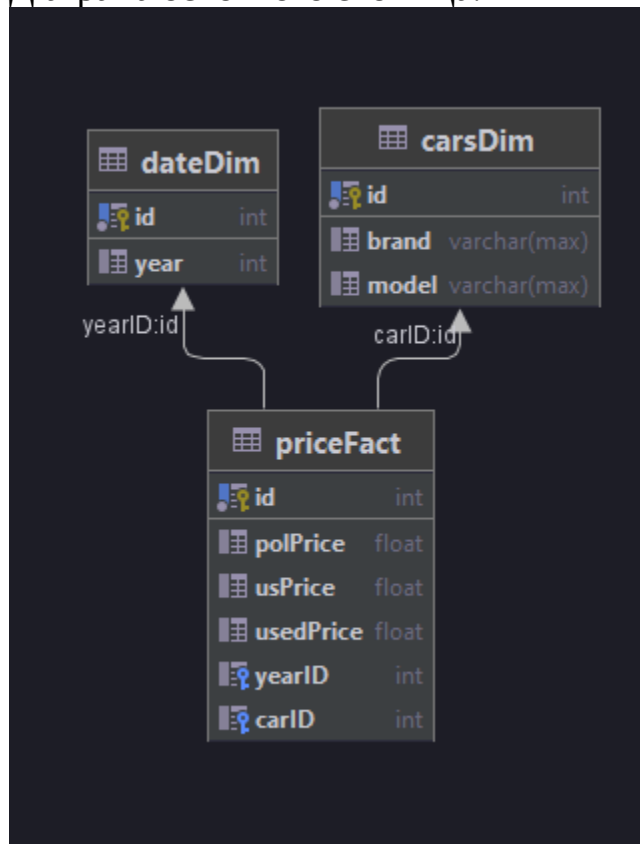 dateDim
id int
year int
carsDim
id int
brand varchar(max)
model varchar(max)
yearID:id
carID:id
priceFact
id int
polPrice float
usPrice float
usedPrice float
yearID int
carID int